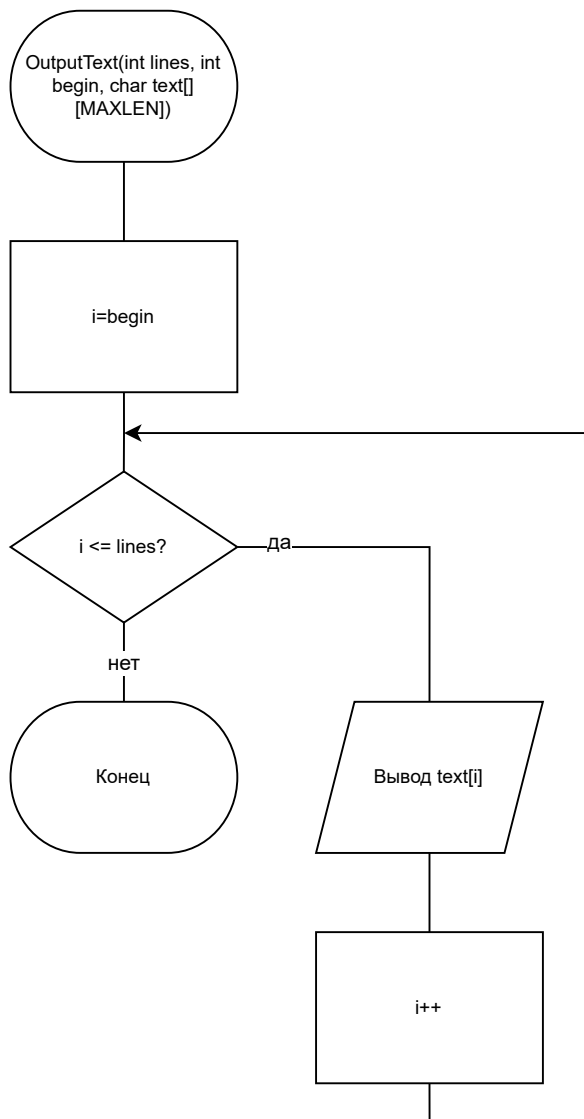 OutputText(int lines, int
begin, char text[]
[MAXLEN])
i=begin
i <= lines?
да
нет
Конец
Вывод text[i]
i++